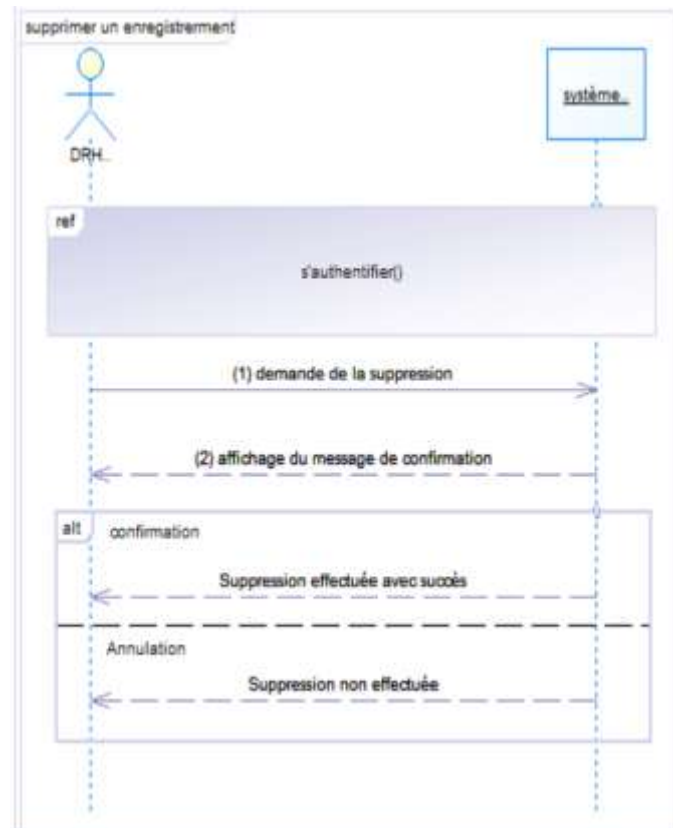 supprimer un enregistrerment
système..
DRH..
ref
s'authentifier()
(1) demande de la suppression
(2) affichage du message de confirmation
alt
confirmation
Suppression effectuée avec succès
Annulation
Suppression non effectuée